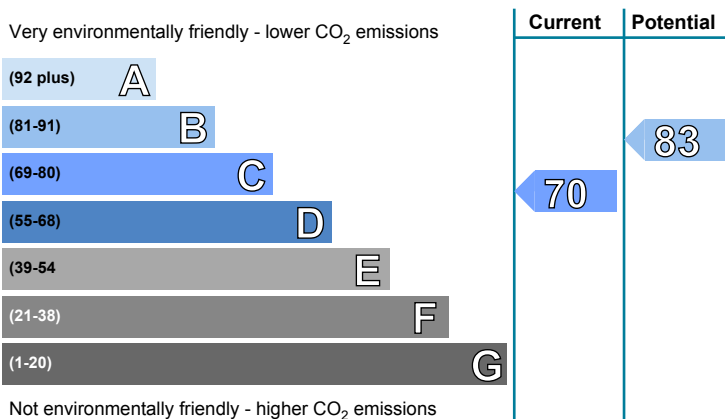 Very environmentally friendly - lower CO2 emissions
Current
Potential
(92 plus) A
(81-91) B
83
(69-80) C
70
(55-68) D
(39-54 E
(21-38) F
(1-20) G
Not environmentally friendly - higher CO2 emissions